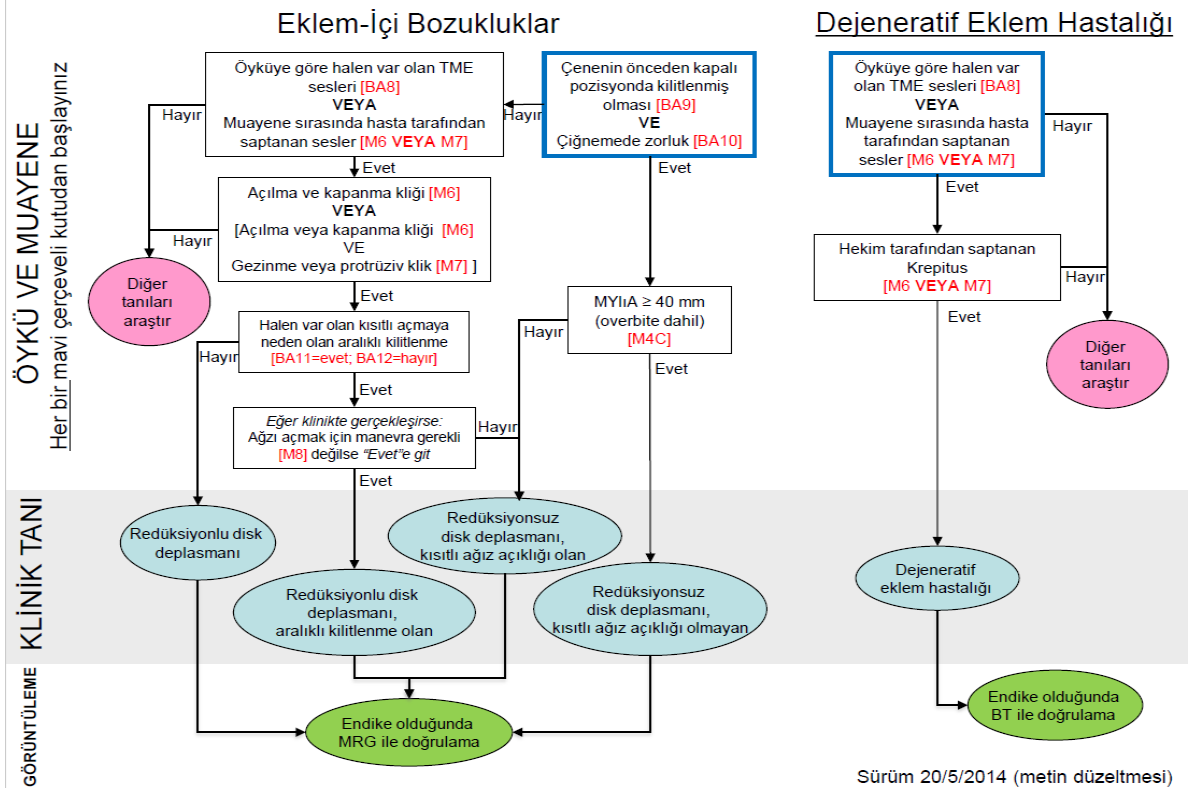 Eklem-İçi Bozukluklar
Dejeneratif Eklem Hastalığı
ÖYKÜ VE MUAYENE
Her bir mavi çerçeveli kutudan başlayınız
Öyküye göre halen var olan TME
sesleri [BA8]
VEYA
Muayene sırasında hasta tarafından
saptanan sesler [M6 VEYA M7]
Hayır
Evet
Çenenin önceden kapalı
pozisyonda kilitlenmiş
olması [BA9]
VE
Çiğnemede zorluk [BA10]
Hayır
Evet
Açılma ve kapanma kliği [M6]
VEYA
[Açılma veya kapanma kliği [M6]
VE
Gezinme veya protrüziv klik [M7] ]
Hayır
Evet
Diğer
tanıları
araştır
Halen var olan kısıtlı açmaya
neden olan aralıklı kilitlenme
[BA11=evet; BA12=hayır]
Hayır
Evet
MYIıA ≥ 40 mm
(overbite dahil)
[M4C]
Hayır
Evet
Eğer klinikte gerçekleşirse:
Ağzı açmak için manevra gerekli
[M8] değilse “Evet”e git
Hayır
Evet
Öyküye göre halen var
olan TME sesleri [BA8]
VEYA
Muayene sırasında hasta
tarafından saptanan
sesler [M6 VEYA M7]
Hayır
Evet
Hekim tarafından saptanan
Krepitus
[M6 VEYA M7]
Hayır
Evet
Diğer
tanıları
araştır
KLİNİK TANI
Redüksiyonlu disk
deplasmanı
Redüksiyonlu disk
deplasmanı,
aralıklı kilitlenme olan
Redüksiyonsuz
disk deplasmanı,
kısıtlı ağız açıklığı olan
Redüksiyonsuz
disk deplasmanı,
kısıtlı ağız açıklığı olmayan
Dejeneratif
eklem hastalığı
GÖRÜNTÜLEME
Endike olduğunda
MRG ile doğrulama
Endike olduğunda
BT ile doğrulama
Sürüm 20/5/2014 (metin düzeltmesi)